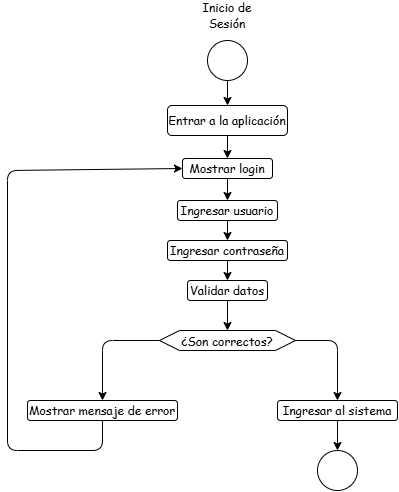 Inicio de
Sesión
Entrar a la aplicación
Mostrar login
Ingresar usuario
Ingresar contraseña
Validar datos
¿Son correctos?
Mostrar mensaje de error
Ingresar al sistema